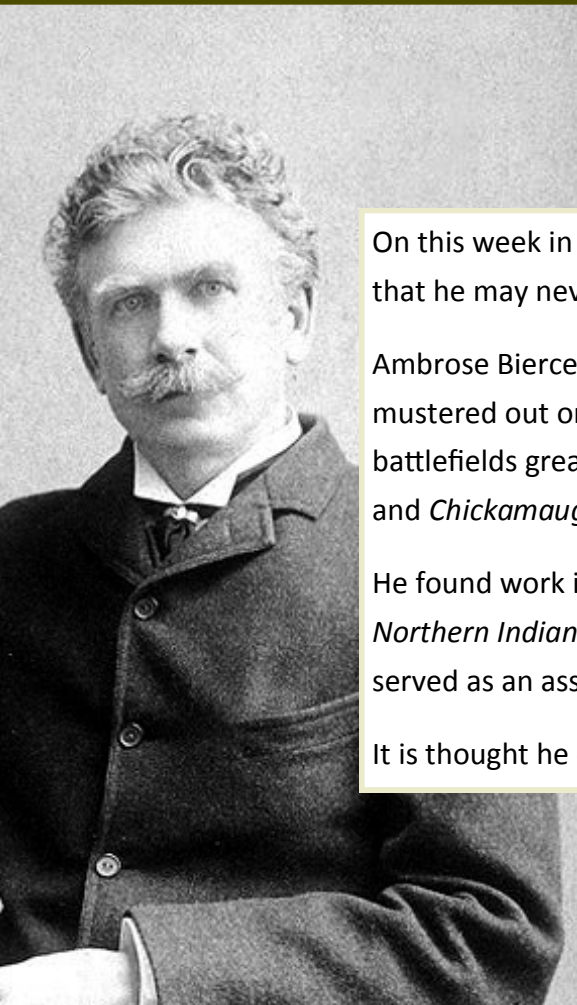 On this week in
that he may nev
Ambrose Bierce
mustered out or
battlefields grea
and Chickamaug
He found work i
Northern Indian
served as an ass
It is thought he